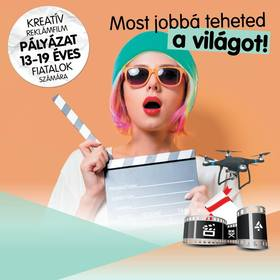 KREATÍV
REKLÁMFILM
PÁLYÁZAT
13-19 ÉVES
FIATALOK
SZÁMÁRA
Most jobbá teheted
a világot!